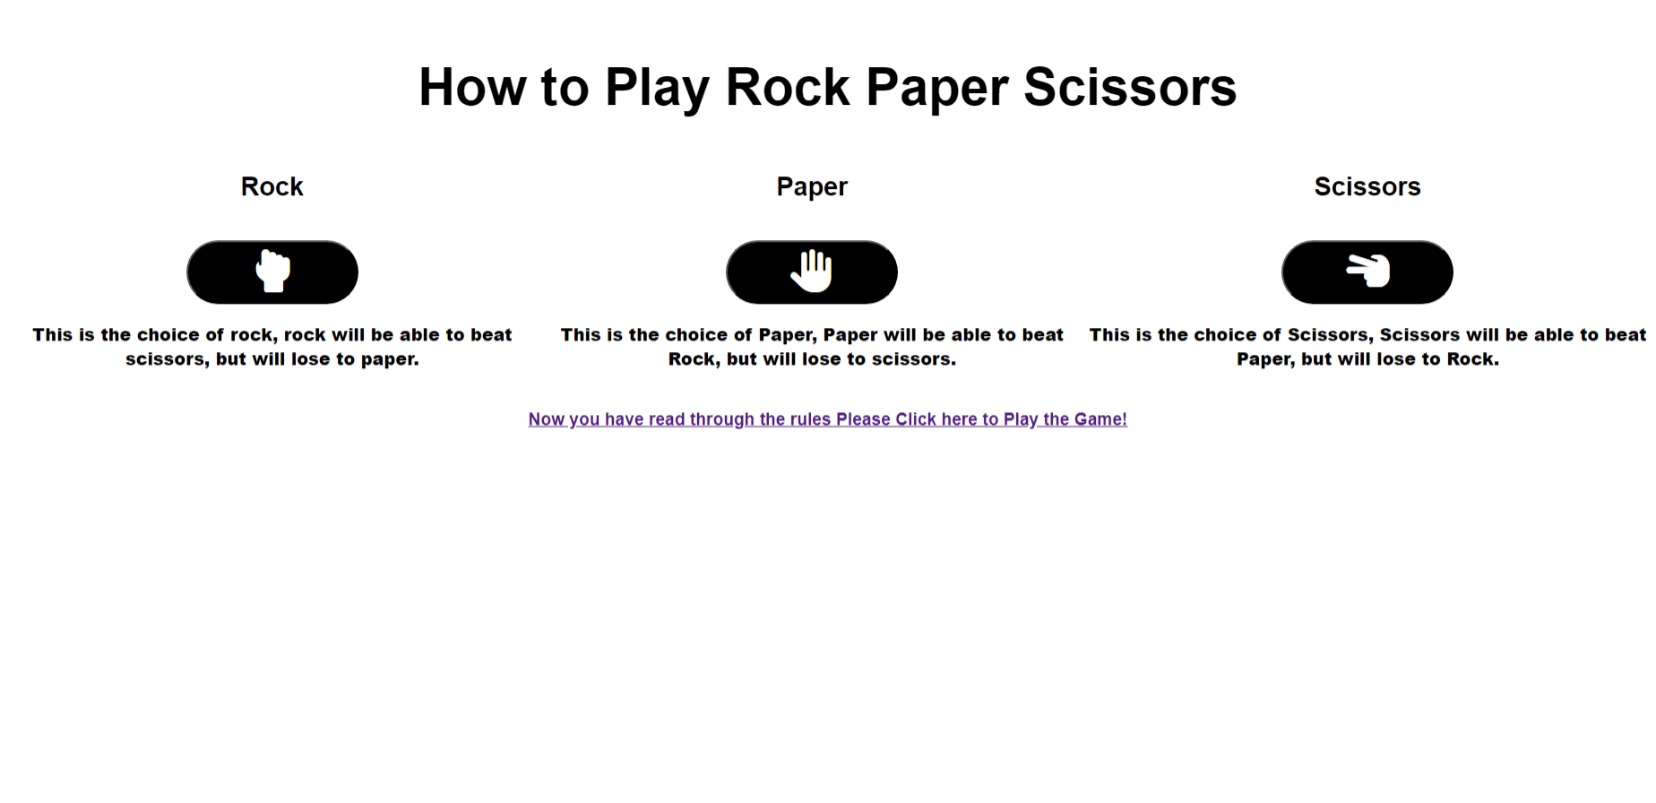 How to Play Rock Paper Scissors
Rock
This is the choice of rock, rock will be able to beat
scissors, but will lose to paper.
Paper
This is the choice of Paper, Paper will be able to beat
Rock, but will lose to scissors.
Scissors
This is the choice of Scissors, Scissors will be able to beat
Paper, but will lose to Rock.
Now you have read through the rules Please Click here to Play the Game!